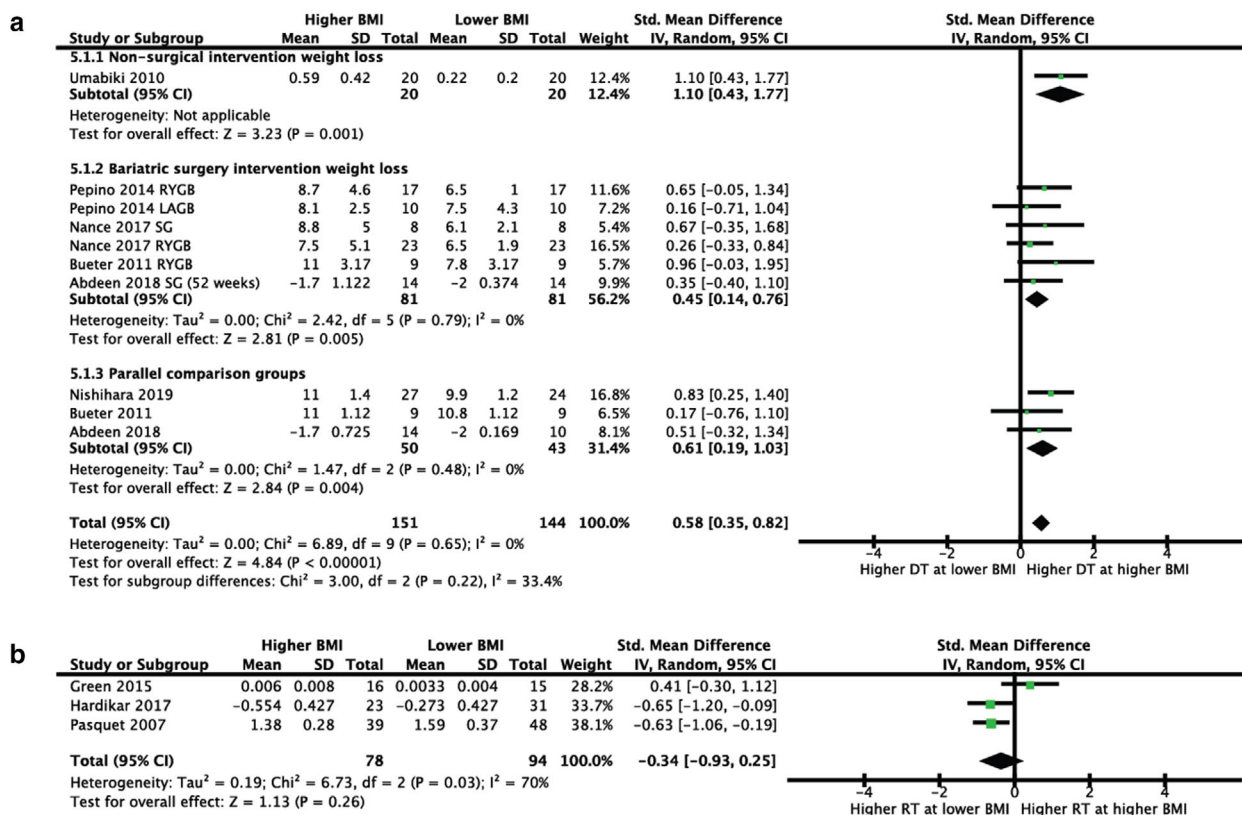 a
Higher BMI Lower BMI Std. Mean Difference Std. Mean Difference
Study or Subgroup Mean SD Total Mean SD Total Weight IV, Random, 95% CI IV, Random, 95% CI
5.1.1 Non-surgical intervention weight loss
Umabiki 2010 0.59 0.42 20 0.22 0.2 20 12.4% 1.10 [0.43, 1.77]
Subtotal (95% CI) 20 20 12.4% 1.10 [0.43, 1.77]
Heterogeneity: Not applicable
Test for overall effect: Z = 3.23 (P = 0.001)
5.1.2 Bariatric surgery intervention weight loss
Pepino 2014 RYGB 8.7 4.6 17 6.5 1 17 11.6% 0.65 [−0.05, 1.34]
Pepino 2014 LAGB 8.1 2.5 10 7.5 4.3 10 7.2% 0.16 [−0.71, 1.04]
Nance 2017 SG 8.8 5 8 6.1 2.1 8 5.4% 0.67 [−0.35, 1.68]
Nance 2017 RYGB 7.5 5.1 23 6.5 1.9 23 16.5% 0.26 [−0.33, 0.84]
Bueter 2011 RYGB 11 3.17 9 7.8 3.17 9 5.7% 0.96 [−0.03, 1.95]
Abdeen 2018 SG (52 weeks) −1.7 1.122 14 −2 0.374 14 9.9% 0.35 [−0.40, 1.10]
Subtotal (95% CI) 81 81 56.2% 0.45 [0.14, 0.76]
Heterogeneity: Tau² = 0.00; Chi² = 2.42, df = 5 (P = 0.79); I² = 0%
Test for overall effect: Z = 2.81 (P = 0.005)
5.1.3 Parallel comparison groups
Nishihara 2019 11 1.4 27 9.9 1.2 24 16.8% 0.83 [0.25, 1.40]
Bueter 2011 11 1.12 9 10.8 1.12 9 6.5% 0.17 [−0.76, 1.10]
Abdeen 2018 −1.7 0.725 14 −2 0.169 10 8.1% 0.51 [−0.32, 1.34]
Subtotal (95% CI) 50 43 31.4% 0.61 [0.19, 1.03]
Heterogeneity: Tau² = 0.00; Chi² = 1.47, df = 2 (P = 0.48); I² = 0%
Test for overall effect: Z = 2.84 (P = 0.004)
Total (95% CI) 151 144 100.0% 0.58 [0.35, 0.82]
Heterogeneity: Tau² = 0.00; Chi² = 6.89, df = 9 (P = 0.65); I² = 0%
Test for overall effect: Z = 4.84 (P < 0.00001)
Test for subgroup differences: Chi² = 3.00, df = 2 (P = 0.22), I² = 33.4%
−4 −2 0 2 4
Higher DT at lower BMI Higher DT at higher BMI
b
Higher BMI Lower BMI Std. Mean Difference Std. Mean Difference
Study or Subgroup Mean SD Total Mean SD Total Weight IV, Random, 95% CI IV, Random, 95% CI
Green 2015 0.006 0.008 16 0.0033 0.004 15 28.2% 0.41 [−0.30, 1.12]
Hardikar 2017 −0.554 0.427 23 −0.273 0.427 31 33.7% −0.65 [−1.20, −0.09]
Pasquet 2007 1.38 0.28 39 1.59 0.37 48 38.1% −0.63 [−1.06, −0.19]
Total (95% CI) 78 94 100.0% −0.34 [−0.93, 0.25]
Heterogeneity: Tau² = 0.19; Chi² = 6.73, df = 2 (P = 0.03); I² = 70%
Test for overall effect: Z = 1.13 (P = 0.26)
−4 −2 0 2 4
Higher RT at lower BMI Higher RT at higher BMI